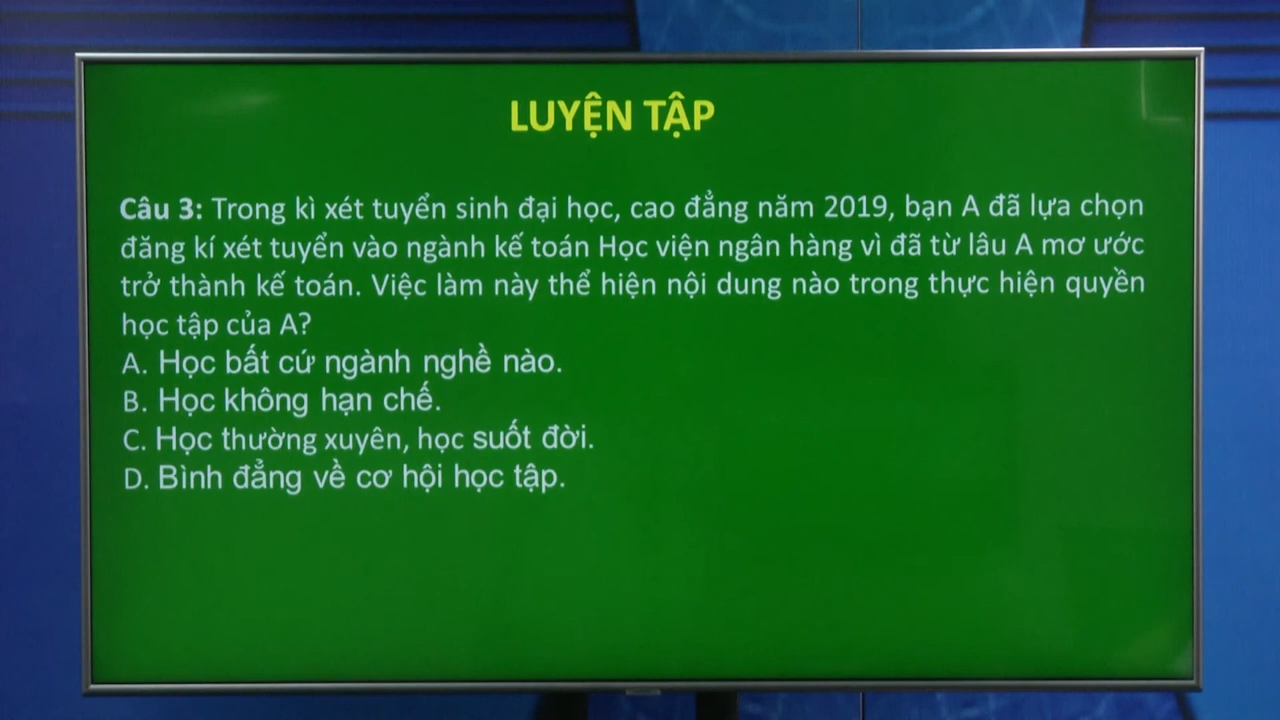 LUYỆN TẬP
Câu 3: Trong kì xét tuyển sinh đại học, cao đẳng năm 2019, bạn A đã lựa chọn
đăng kí xét tuyển vào ngành kế toán Học viện ngân hàng vì đã từ lâu A mơ ước
trở thành kế toán. Việc làm này thể hiện nội dung nào trong thực hiện quyền
học tập của A?
A. Học bất cứ ngành nghề nào.
B. Học không hạn chế.
C. Học thường xuyên, học suốt đời.
D. Bình đẳng về cơ hội học tập.